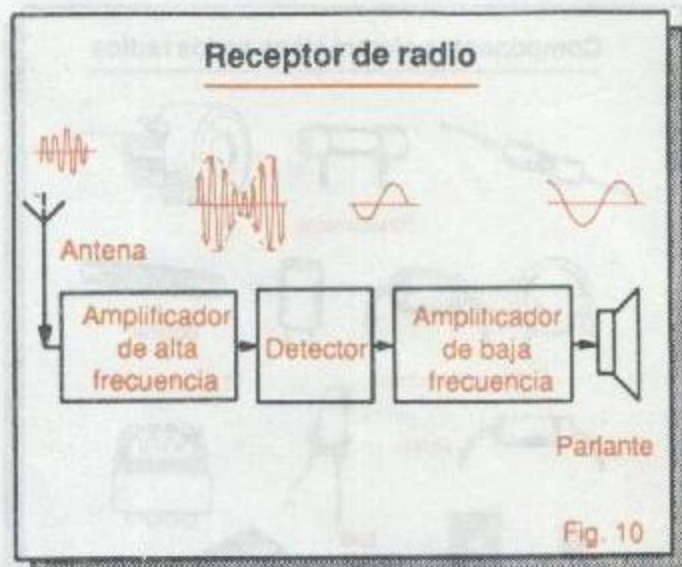 Receptor de radio
Antena
Amplificador
de alta
frecuencia
Detector
Amplificador
de baja
frecuencia
Parlante
Fig. 10